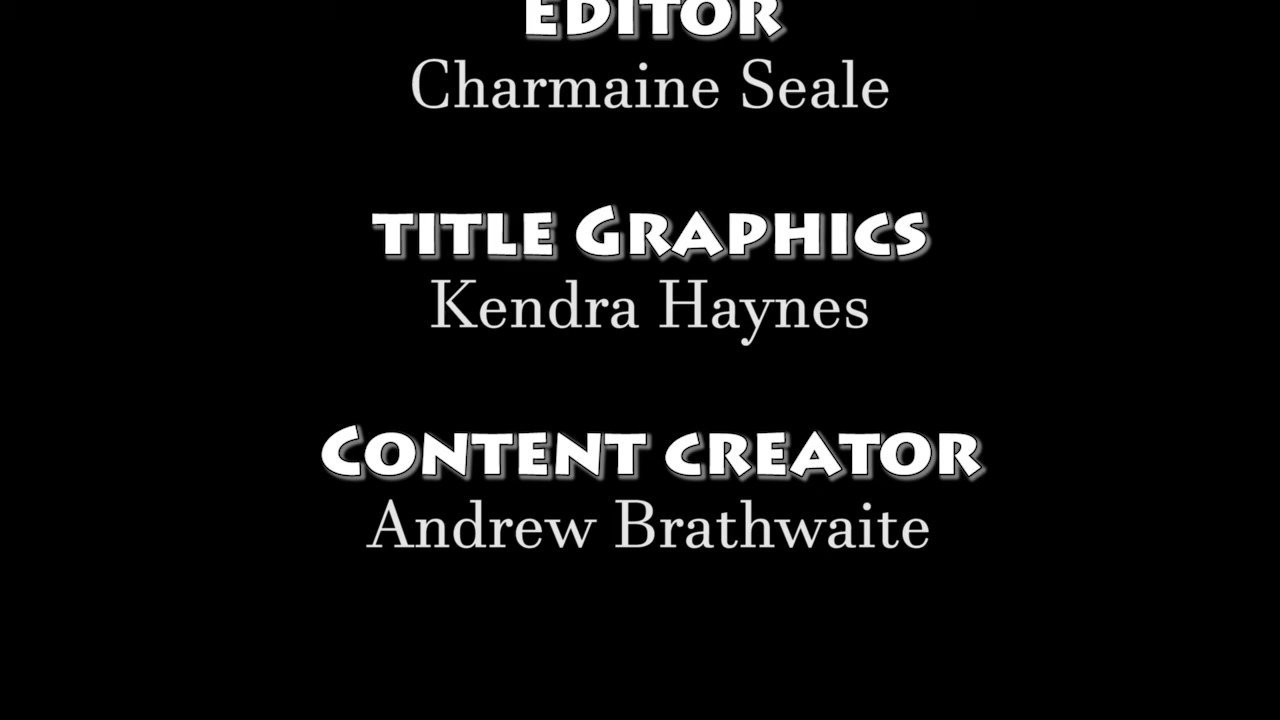 EDITOR
Charmaine Seale
TITLE GRAPHICS
Kendra Haynes
CONTENT CREATOR
Andrew Brathwaite